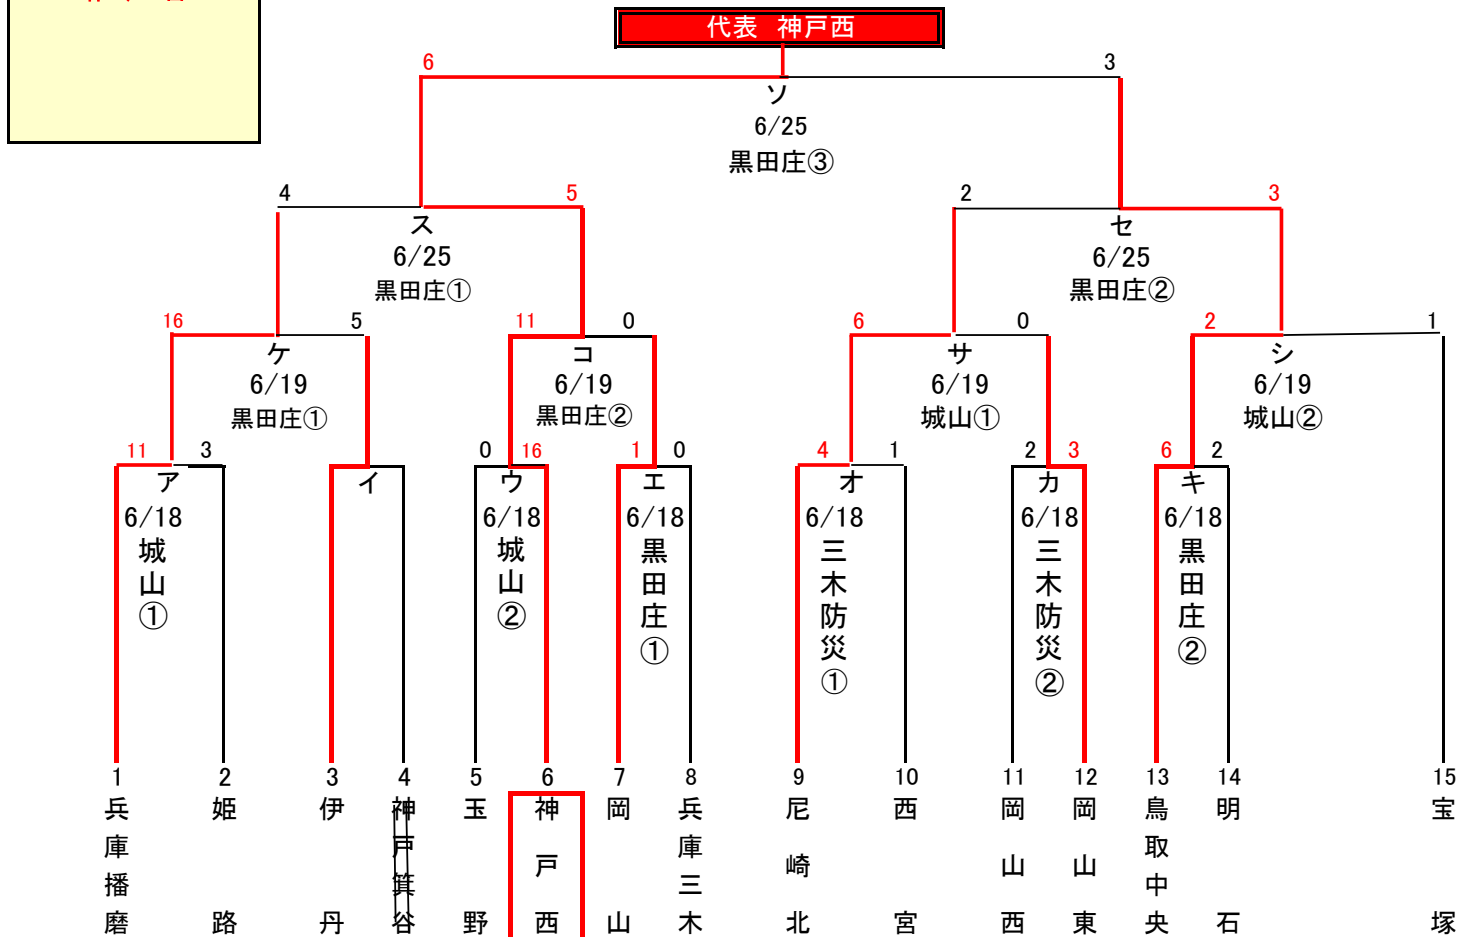 代表 神戸西
6 3
ソ
6/25
黒田庄③
4 5 2 3
ス セ
6/25 6/25
黒田庄① 黒田庄②
16 5 11 0 6 0 2 1
ケ コ サ シ
6/19 6/19 6/19 6/19
黒田庄① 黒田庄② 城山① 城山②
11 3 0 16 1 0 4 1 2 3 6 2
ア イ ウ エ オ カ キ
6/18 6/18 6/18 6/18 6/18 6/18
城山① 城山② 黒田庄① 三木防災① 三木防災② 黒田庄②
1 2 3 4 5 6 7 8 9 10 11 12 13 14 15
兵庫播磨
姫路
伊丹
神戸箕谷
玉野
神戸西
岡山
兵庫三木
尼崎北
西宮
岡山西
岡山東
鳥取中央
明石
宝塚